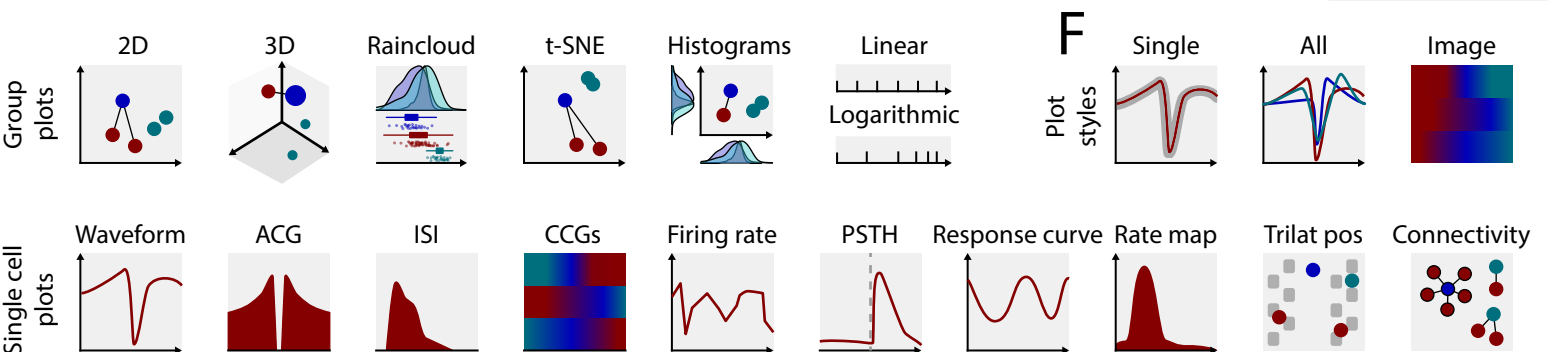 F
2D 3D Raincloud t-SNE Histograms Linear Single All Image
Group
plots
Logarithmic
Plot
styles
Waveform ACG ISI CCGs Firing rate PSTH Response curve Rate map Trilat pos Connectivity
Single cell
plots